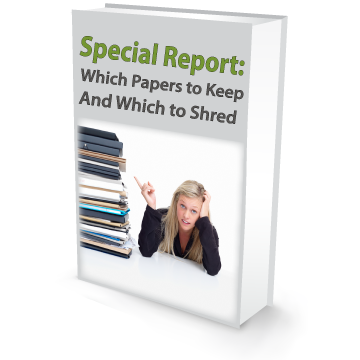 Special Report:
Which Papers to Keep
And Which to Shred